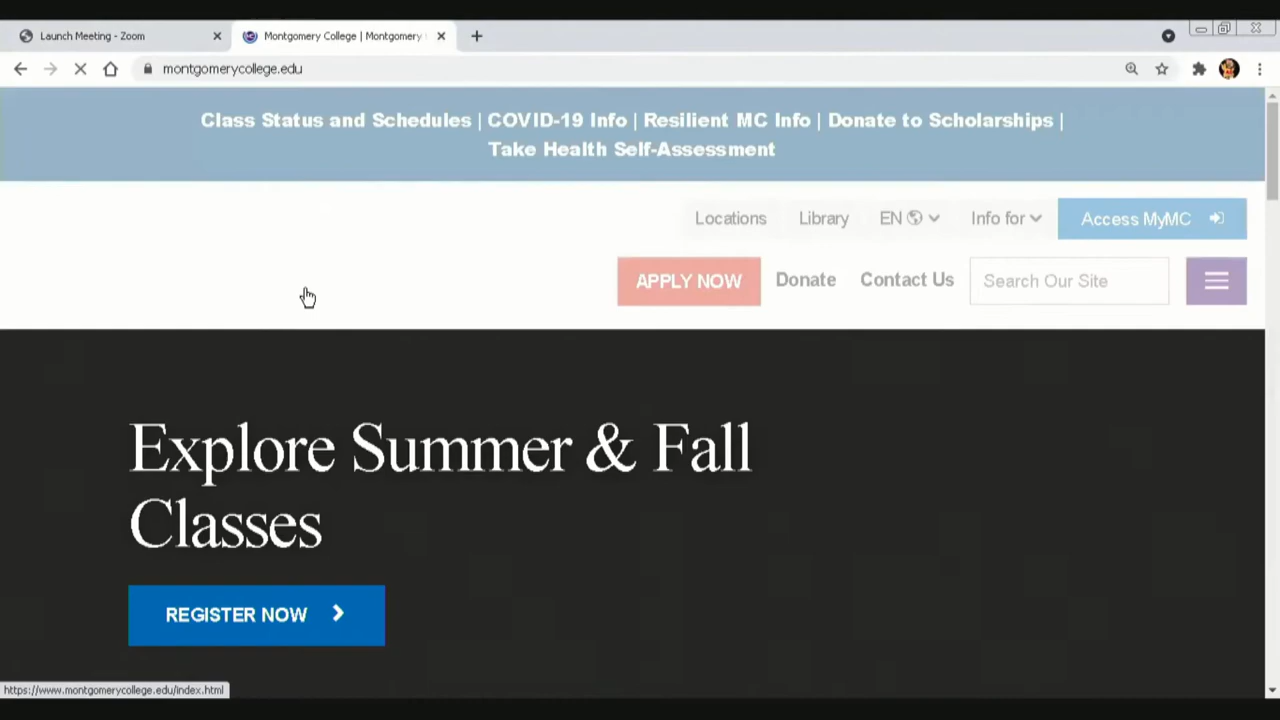 Launch Meeting - Zoom
Montgomery College | Montgomery
montgomerycollege.edu
Class Status and Schedules | COVID-19 Info | Resilient MC Info | Donate to Scholarships |
Take Health Self-Assessment
Locations Library EN Info for Access MyMC
APPLY NOW Donate Contact Us Search Our Site
Explore Summer & Fall
Classes
REGISTER NOW
https://www.montgomerycollege.edu/index.html